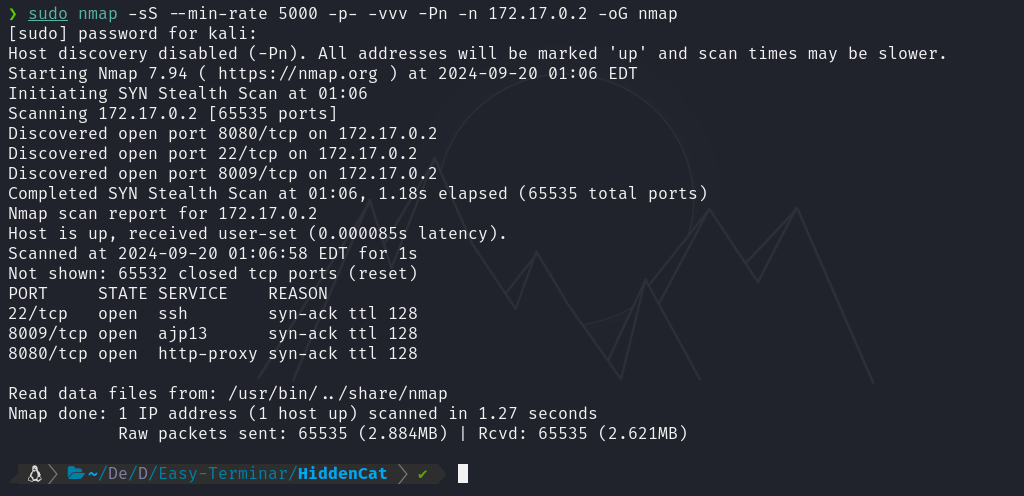 ❯ sudo nmap -sS --min-rate 5000 -p- -vvv -Pn -n 172.17.0.2 -oG nmap
[sudo] password for kali:
Host discovery disabled (-Pn). All addresses will be marked 'up' and scan times may be slower.
Starting Nmap 7.94 ( https://nmap.org ) at 2024-09-20 01:06 EDT
Initiating SYN Stealth Scan at 01:06
Scanning 172.17.0.2 [65535 ports]
Discovered open port 8080/tcp on 172.17.0.2
Discovered open port 22/tcp on 172.17.0.2
Discovered open port 8009/tcp on 172.17.0.2
Completed SYN Stealth Scan at 01:06, 1.18s elapsed (65535 total ports)
Nmap scan report for 172.17.0.2
Host is up, received user-set (0.000085s latency).
Scanned at 2024-09-20 01:06:58 EDT for 1s
Not shown: 65532 closed tcp ports (reset)
PORT     STATE SERVICE    REASON
22/tcp   open  ssh        syn-ack ttl 128
8009/tcp open  ajp13      syn-ack ttl 128
8080/tcp open  http-proxy syn-ack ttl 128
Read data files from: /usr/bin/../share/nmap
Nmap done: 1 IP address (1 host up) scanned in 1.27 seconds
           Raw packets sent: 65535 (2.884MB) | Rcvd: 65535 (2.621MB)
~/De/D/Easy-Terminar/HiddenCat ✔